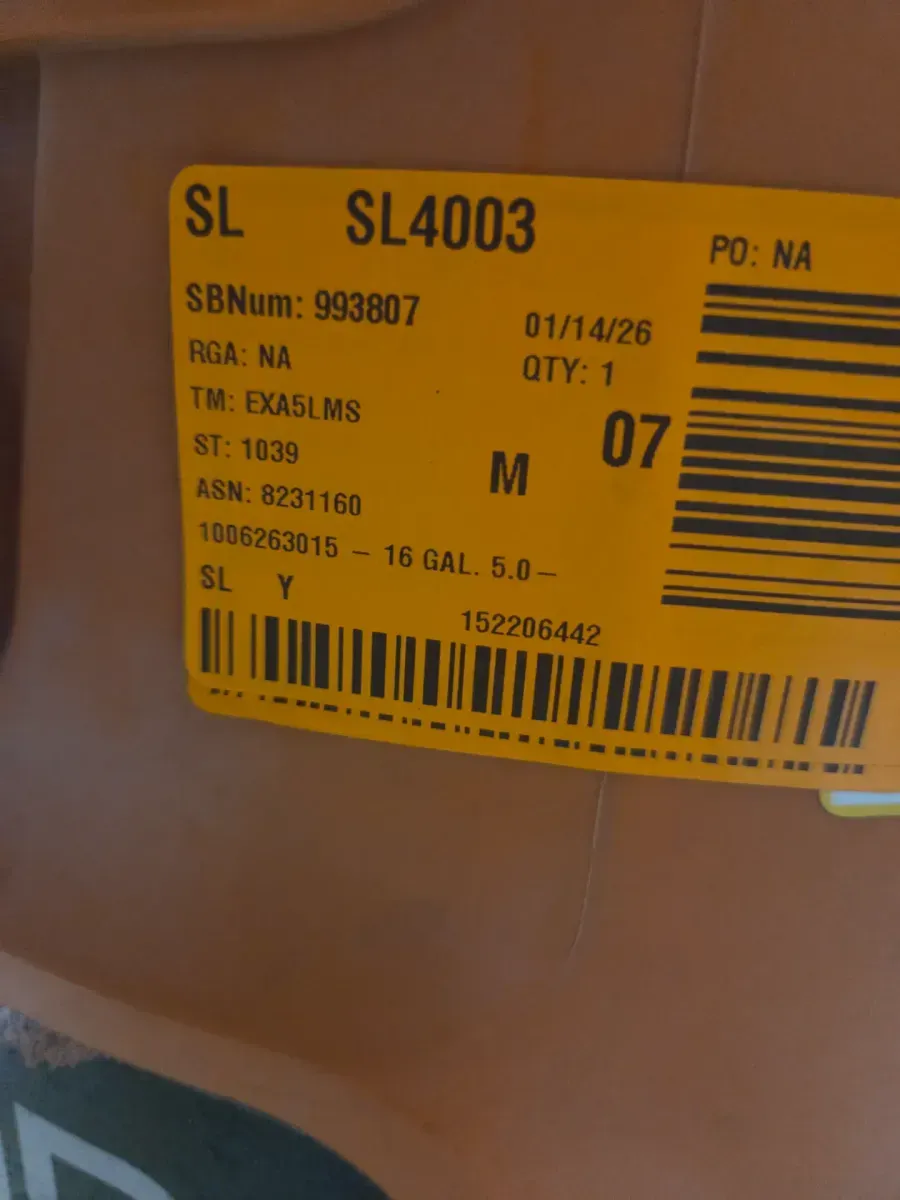 SL SL4003
PO: NA
SBNum: 993807
01/14/26
RGA: NA
QTY: 1
TM: EXA5LMS
07
ST: 1039
M
ASN: 8231160
1006263015 – 16 GAL. 5.0–
SL Y
152206442